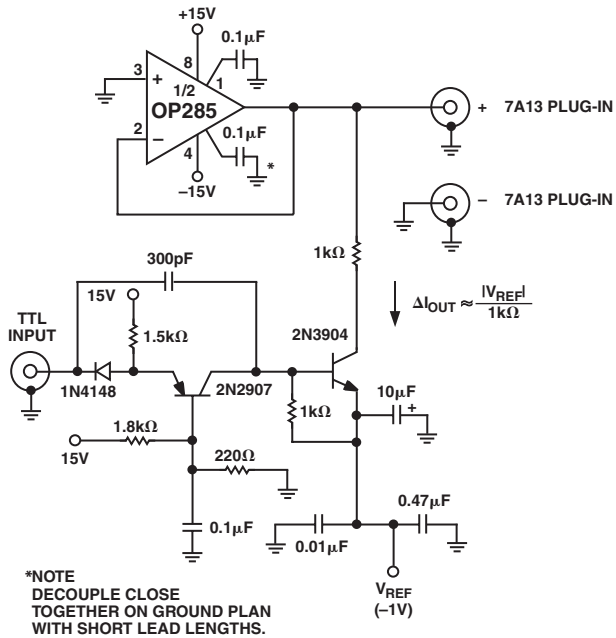 +15V
0.1µF
8
3
+
1/2
1
OP285
2
–
0.1µF
*
4
–15V
+ 7A13 PLUG-IN
– 7A13 PLUG-IN
1kΩ
300pF
15V
ΔIOUT ≈ |VREF|
1kΩ
TTL
INPUT
1.5kΩ
2N3904
1N4148
2N2907
10µF
+
1kΩ
1.8kΩ
15V
220Ω
0.47µF
0.1µF
0.01µF
VREF
(–1V)
*NOTE
DECOUPLE CLOSE
TOGETHER ON GROUND PLAN
WITH SHORT LEAD LENGTHS.